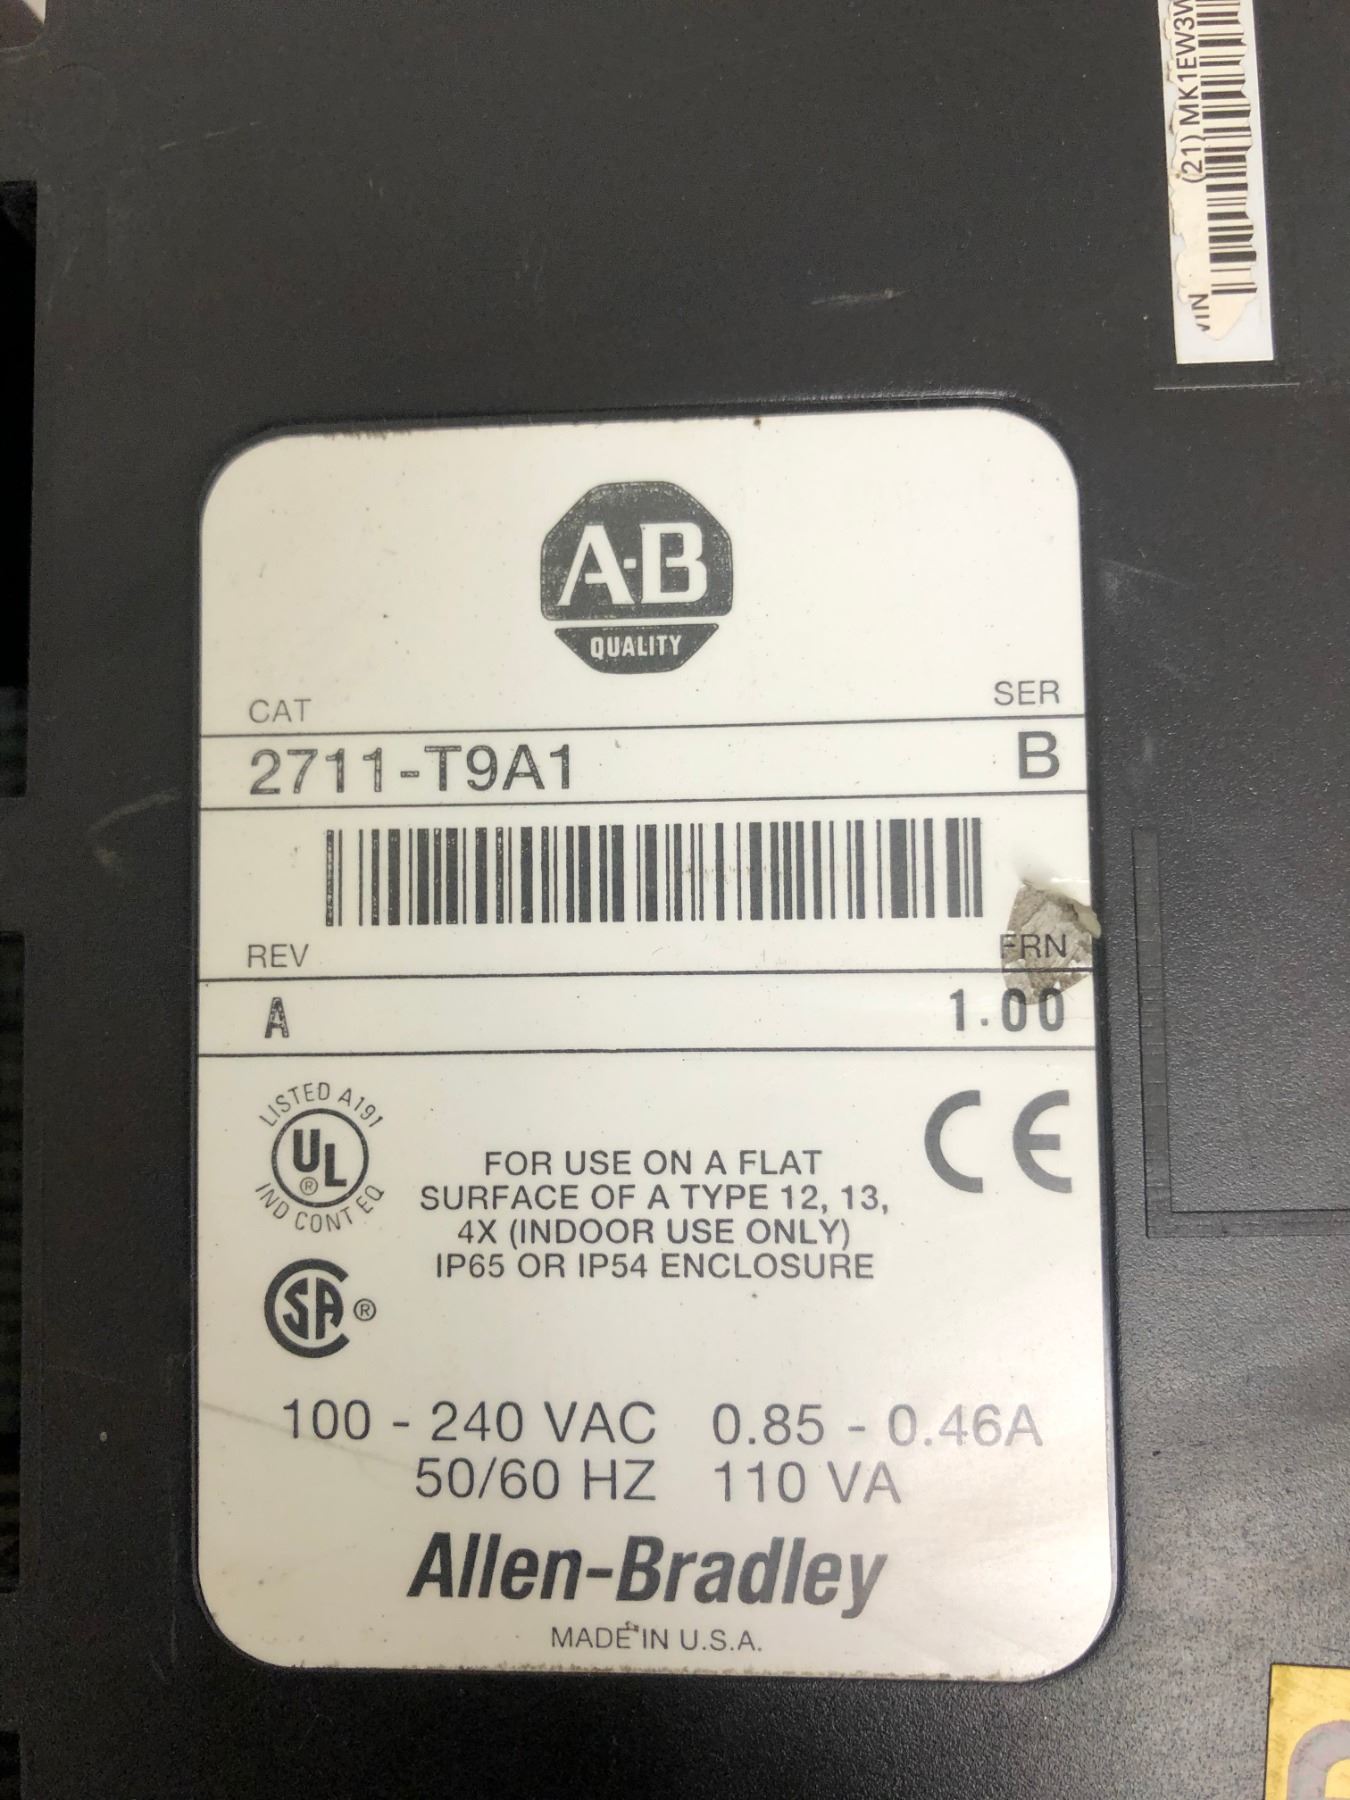 (21) MK1EW3W
A-B
QUALITY
CAT SER
2711-T9A1 B
REV FRN
A 1.00
LISTED A191
UL®
IND CONT EQ
CE
FOR USE ON A FLAT
SURFACE OF A TYPE 12, 13,
4X (INDOOR USE ONLY)
IP65 OR IP54 ENCLOSURE
SA ®
100 - 240 VAC 0.85 - 0.46A
50/60 HZ 110 VA
Allen-Bradley
MADE IN U.S.A.